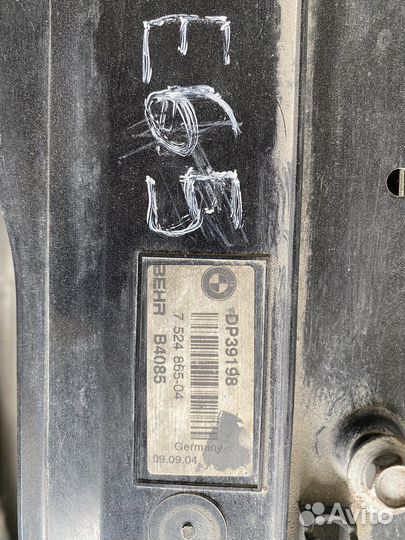 E65
DP39198
7 524 865-04
BEHR B4085
Germany
09.09.04
Avito